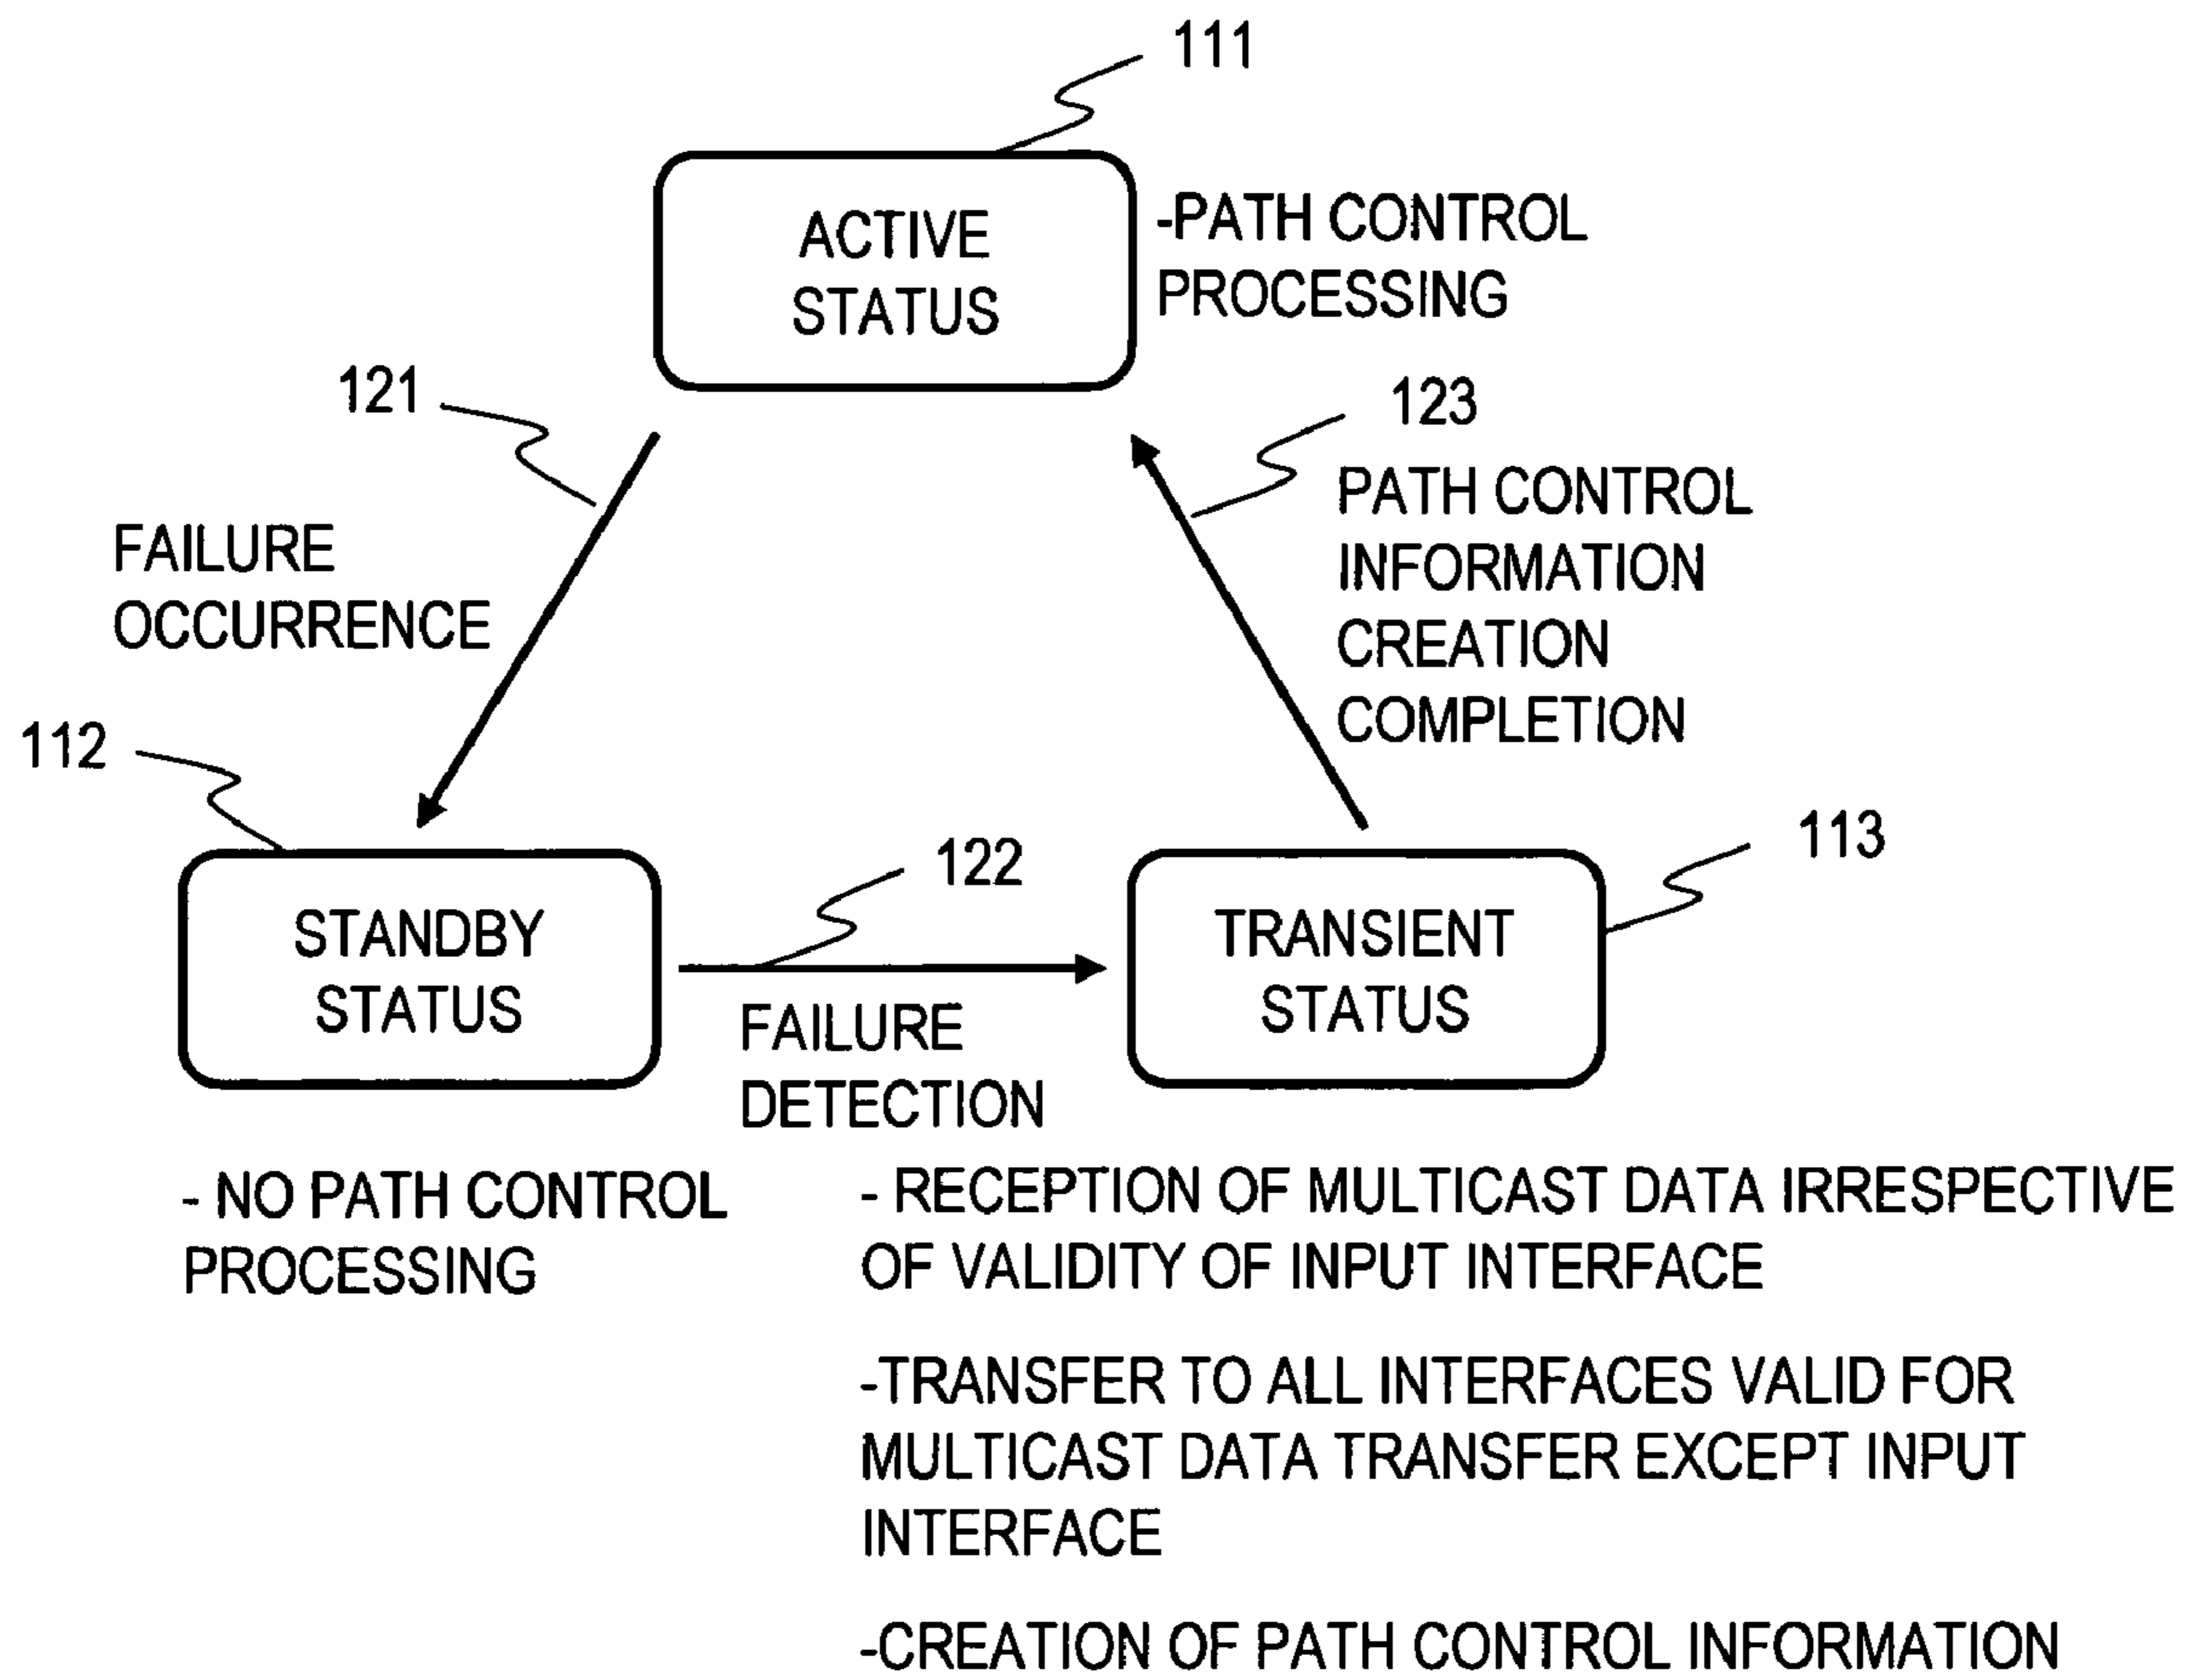 111
ACTIVE
STATUS
-PATH CONTROL
PROCESSING
121
123
FAILURE
OCCURRENCE
PATH CONTROL
INFORMATION
CREATION
COMPLETION
112
122
113
STANDBY
STATUS
FAILURE
DETECTION
TRANSIENT
STATUS
- NO PATH CONTROL
PROCESSING
- RECEPTION OF MULTICAST DATA IRRESPECTIVE
OF VALIDITY OF INPUT INTERFACE
-TRANSFER TO ALL INTERFACES VALID FOR
MULTICAST DATA TRANSFER EXCEPT INPUT
INTERFACE
-CREATION OF PATH CONTROL INFORMATION